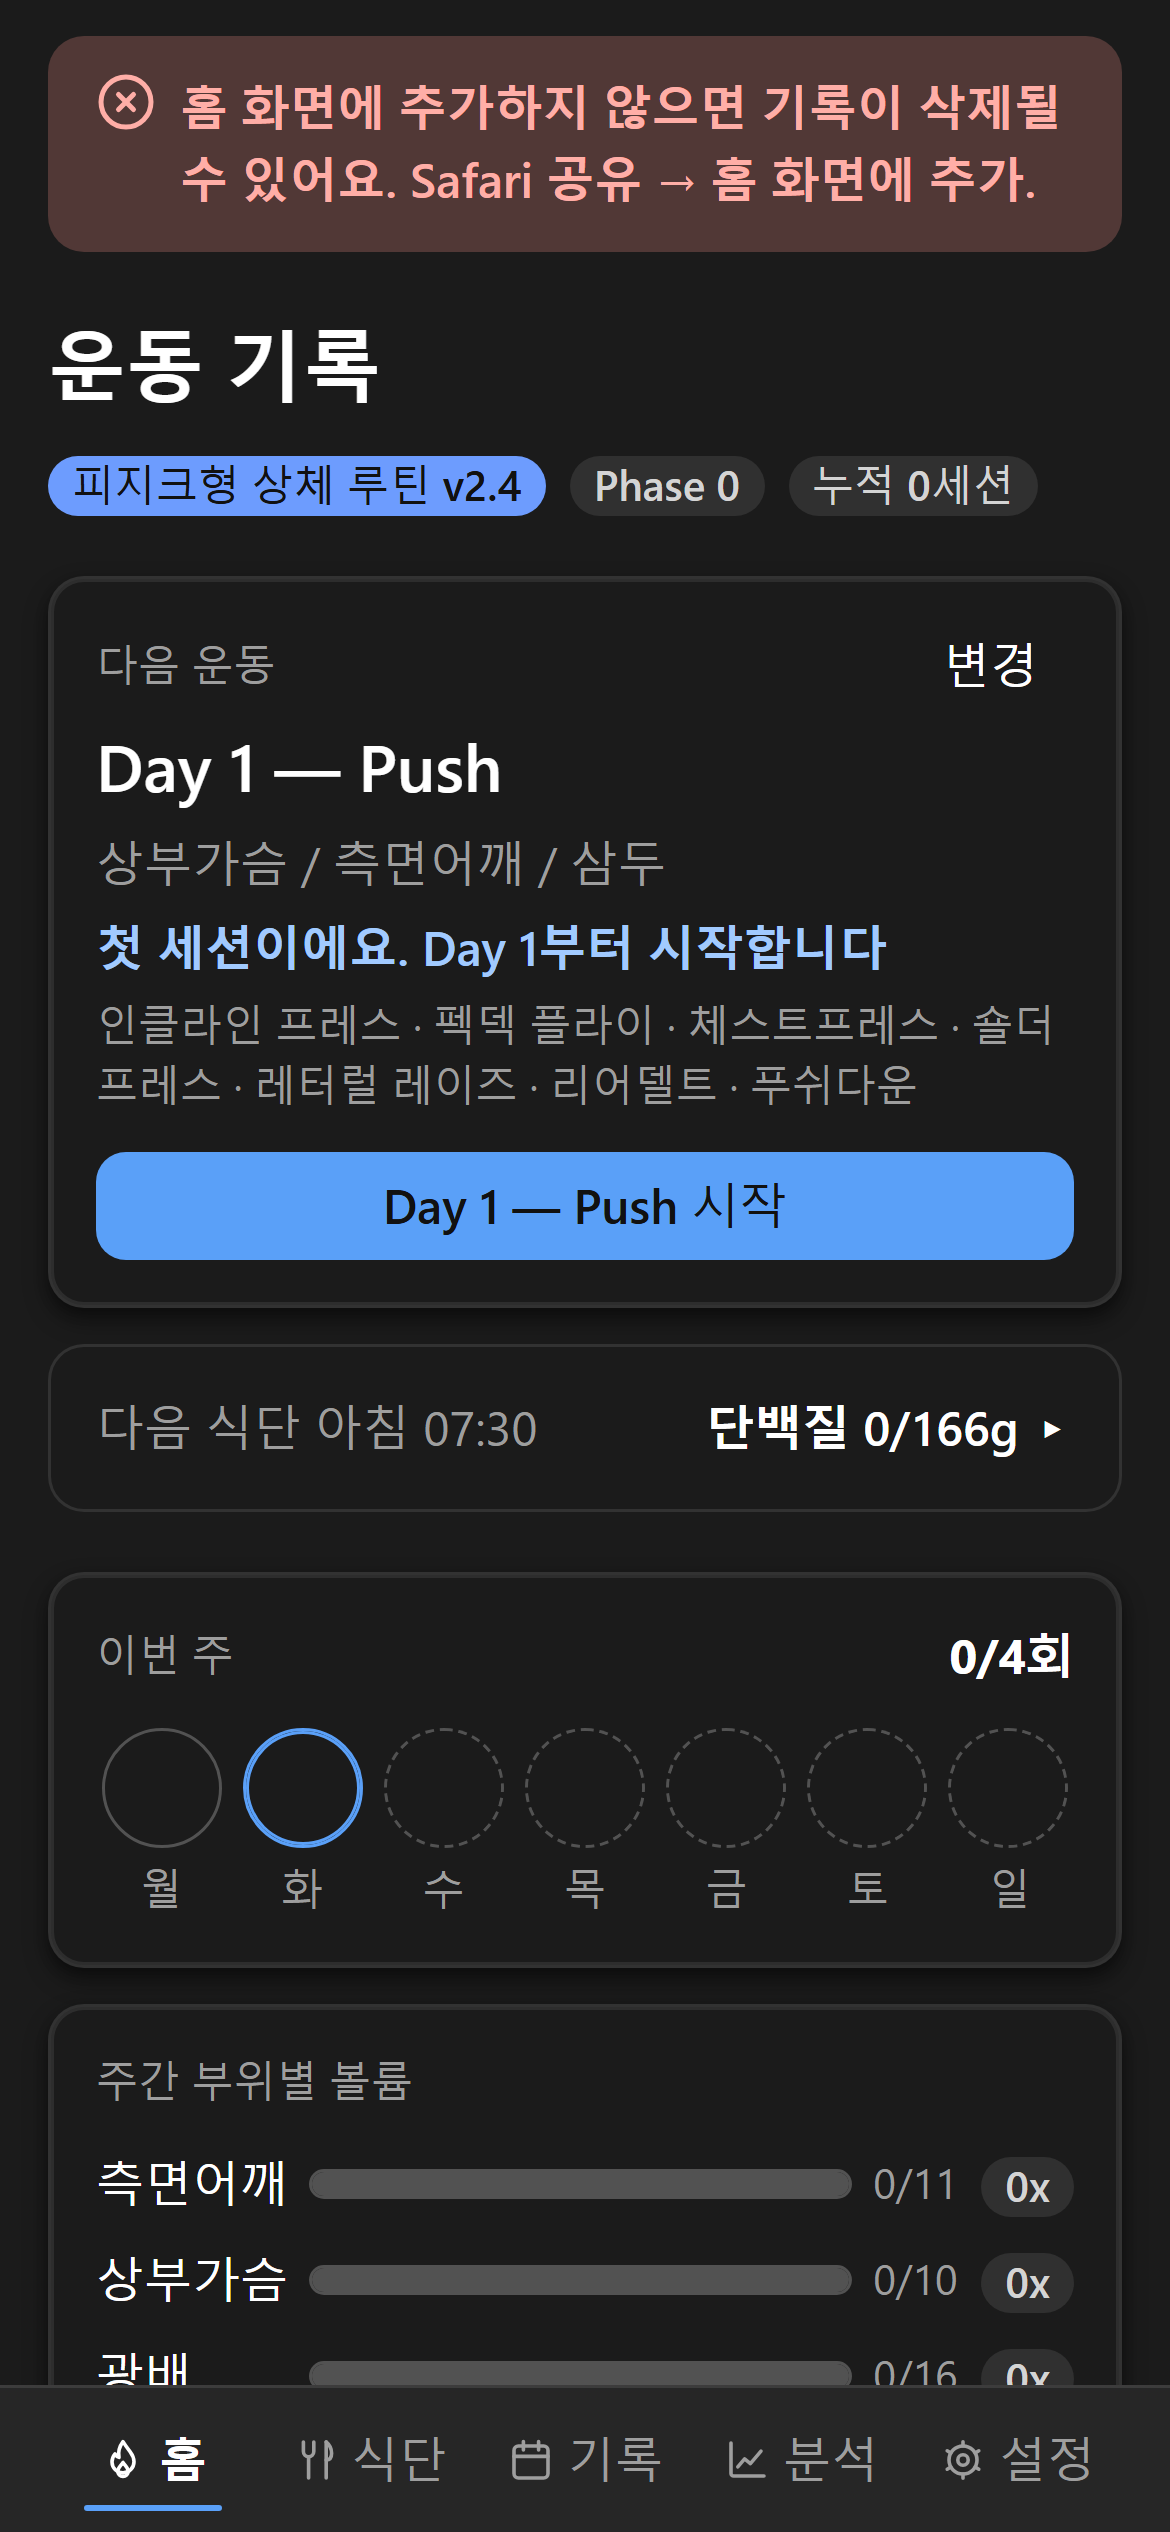 홈 화면에 추가하지 않으면 기록이 삭제될
수 있어요. Safari 공유 → 홈 화면에 추가.
운동 기록
피지크형 상체 루틴 v2.4
Phase 0
누적 0세션
다음 운동
변경
Day 1 — Push
상부가슴 / 측면어깨 / 삼두
첫 세션이에요. Day 1부터 시작합니다
인클라인 프레스 · 펙덱 플라이 · 체스트프레스 · 숄더
프레스 · 레터럴 레이즈 · 리어델트 · 푸쉬다운
Day 1 — Push 시작
다음 식단 아침 07:30
단백질 0/166g ▸
이번 주
0/4회
월 화 수 목 금 토 일
주간 부위별 볼륨
측면어깨 0/11 0x
상부가슴 0/10 0x
광배 0/16 0x
홈 식단 기록 분석 설정